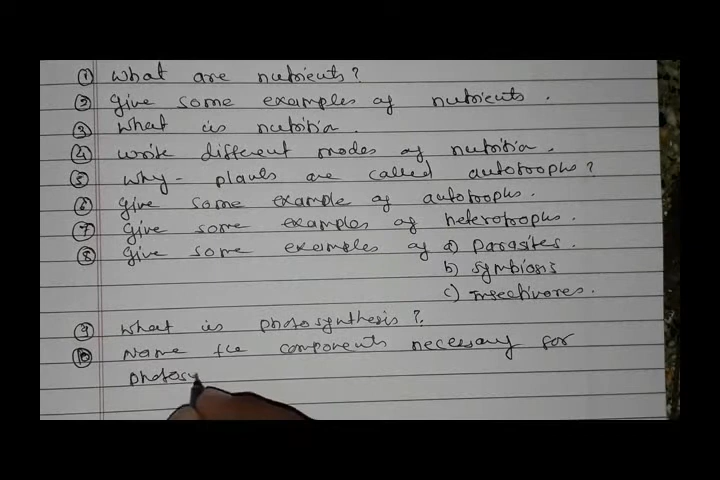 ① What are nutrients?
② Give some examples of nutrients.
③ What is nutrition.
④ Write different modes of nutrition.
⑤ Why - plants are called autotrophs?
⑥ Give some example of autotrophs.
⑦ Give some examples of heterotrophs.
⑧ Give some examples of a) Parasites.
b) Symbiosis
c) Insectivores.
⑨ What is photosynthesis?
⑩ Name the components necessary for
photosy